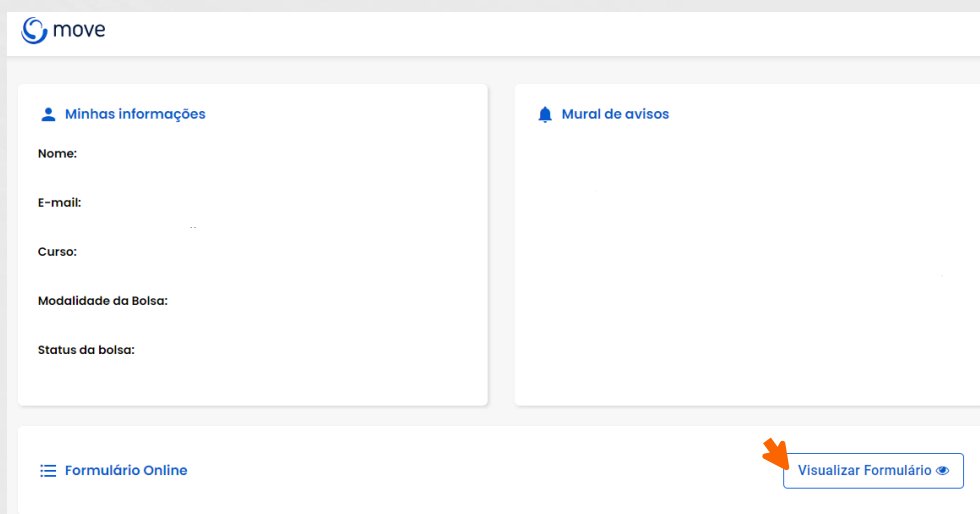 move
Minhas informações
Nome:
E-mail:
Curso:
Modalidade da Bolsa:
Status da bolsa:
Mural de avisos
Formulário Online
Visualizar Formulário